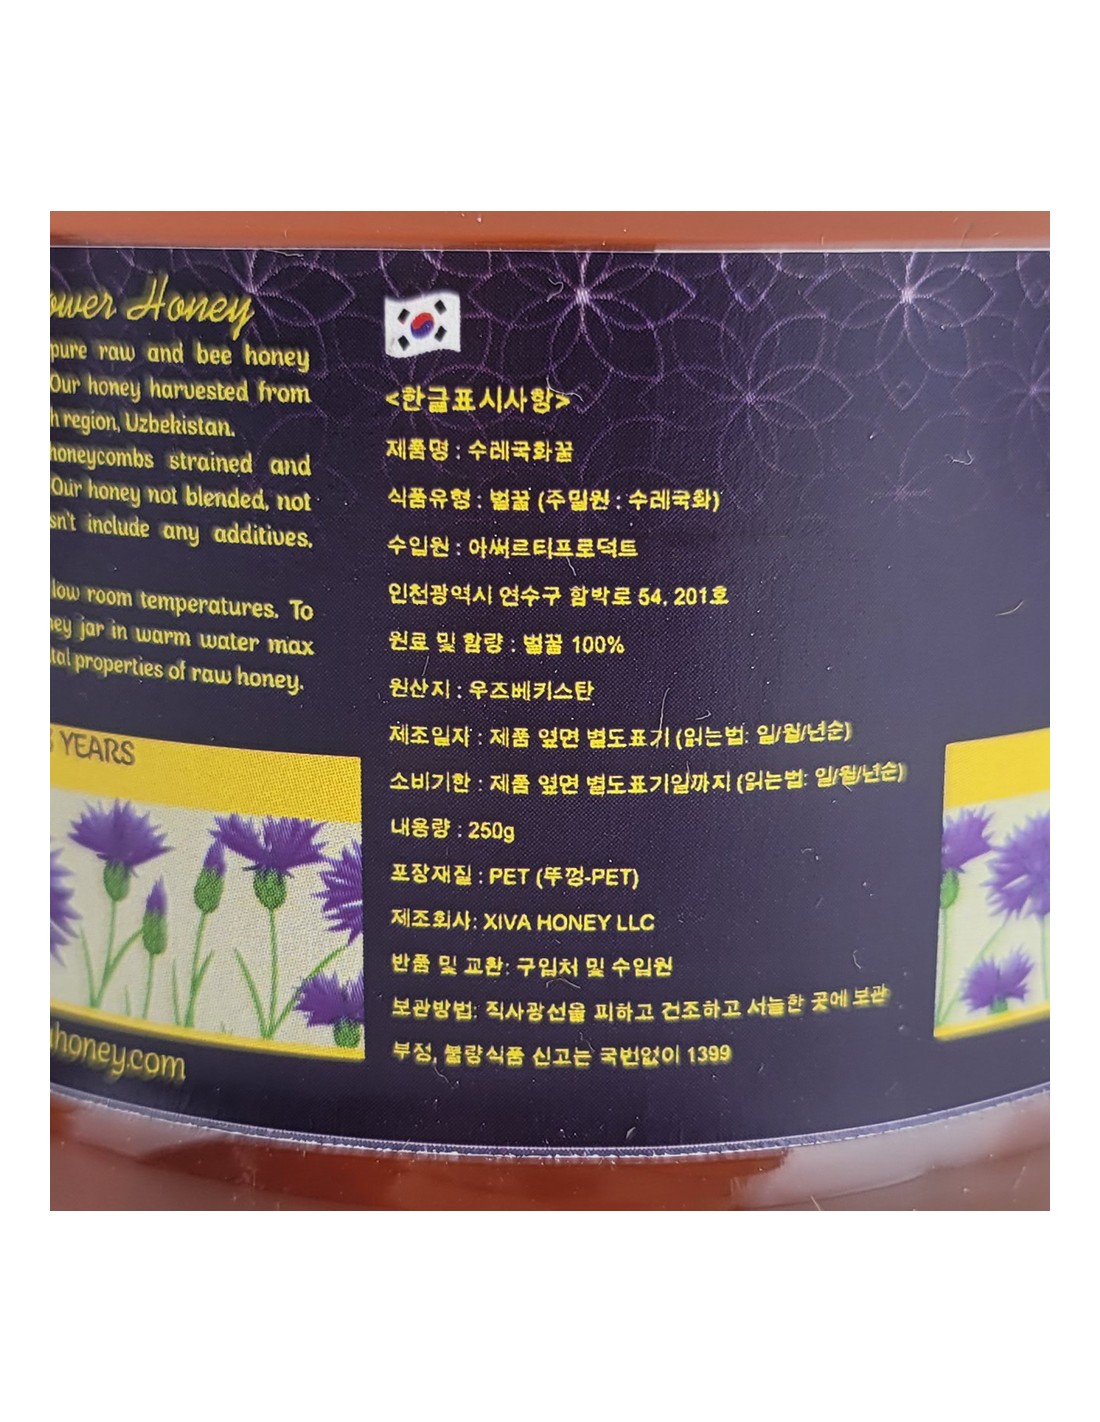 Honey
pure raw and bee honey
Our honey harvested from
region, Uzbekistan.
honeycombs strained and
Our honey not blended, not
include any additives.
room temperatures. To
jar in warm water max
properties of raw honey.
YEARS
honey.com
<한글표시사항>
제품명 : 수레국화꿀
식품유형 : 벌꿀 (주밀원 : 수레국화)
수입원 : 아써르티프로덕트
인천광역시 연수구 함박로 54, 201호
원료 및 함량 : 벌꿀 100%
원산지 : 우즈베키스탄
제조일자 : 제품 옆면 별도표기 (읽는법: 일/월/년순)
소비기한 : 제품 옆면 별도표기일까지 (읽는법: 일/월/년순)
내용량 : 250g
포장재질 : PET (뚜껑-PET)
제조회사: XIVA HONEY LLC
반품 및 교환: 구입처 및 수입원
보관방법: 직사광선을 피하고 건조하고 서늘한 곳에 보관
부정, 불량식품 신고는 국번없이 1399